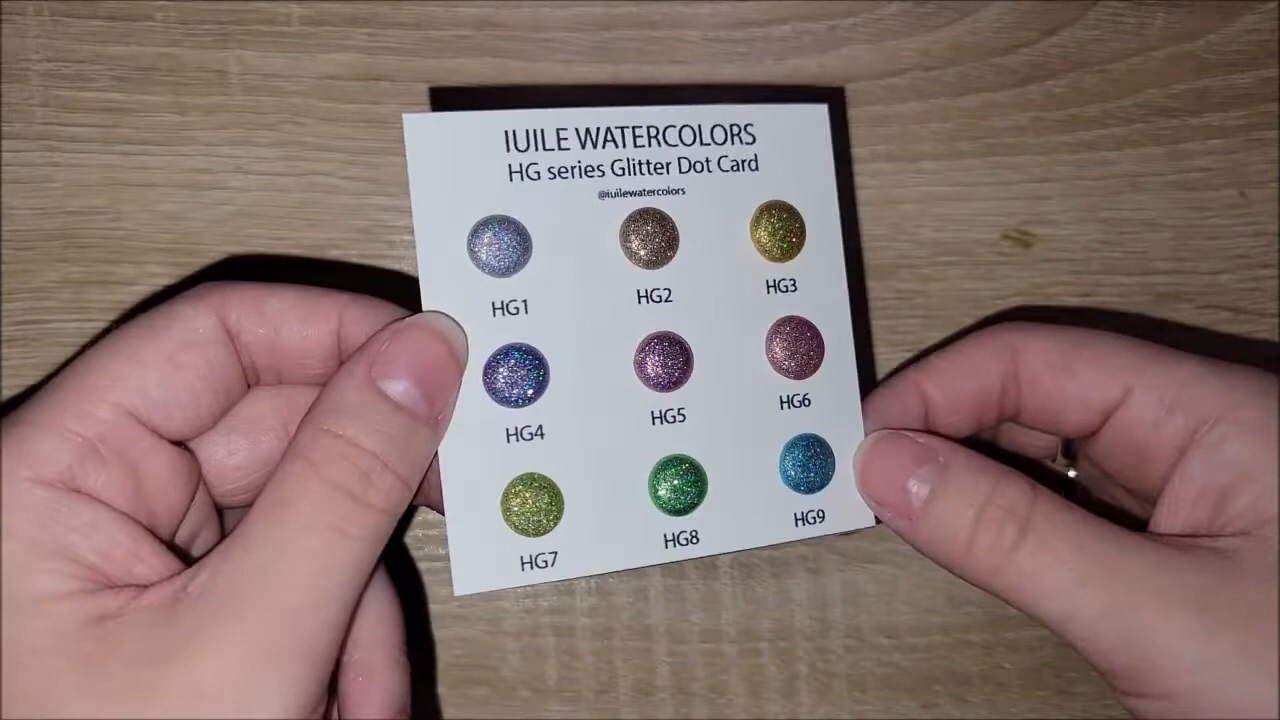 IUILE WATERCOLORS
HG series Glitter Dot Card
@iuilewatercolors
HG1 HG2 HG3
HG4 HG5 HG6
HG7 HG8 HG9